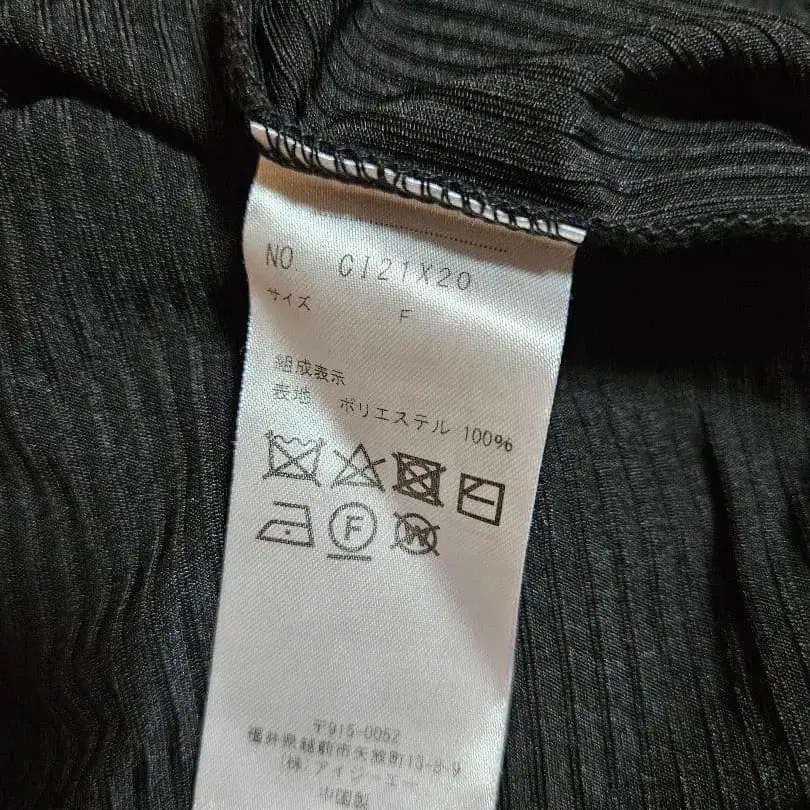 NO. CI21X20
サイズ F
組成表示
表地 ポリエステル 100%
F
W
〒915-0052
福井県越前市矢放町13-8-9
(株)アイジーエー
中国製